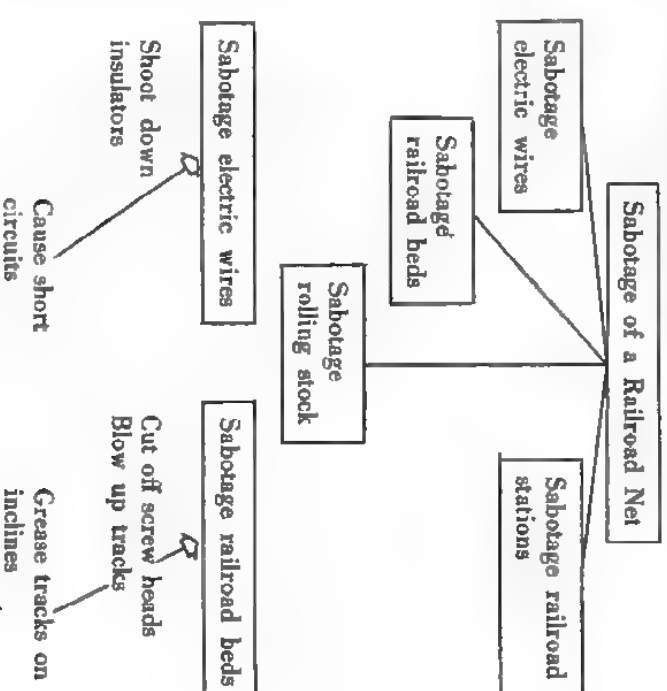 Sabotage of a Railroad Net
Sabotage
electric wires
Sabotage
railroad beds
Sabotage
rolling stock
Sabotage railroad
stations
Sabotage electric wires
Shoot down
insulators
Cause short
circuits
Sabotage railroad beds
Cut off screw heads
Blow up tracks
Grease tracks on
inclines